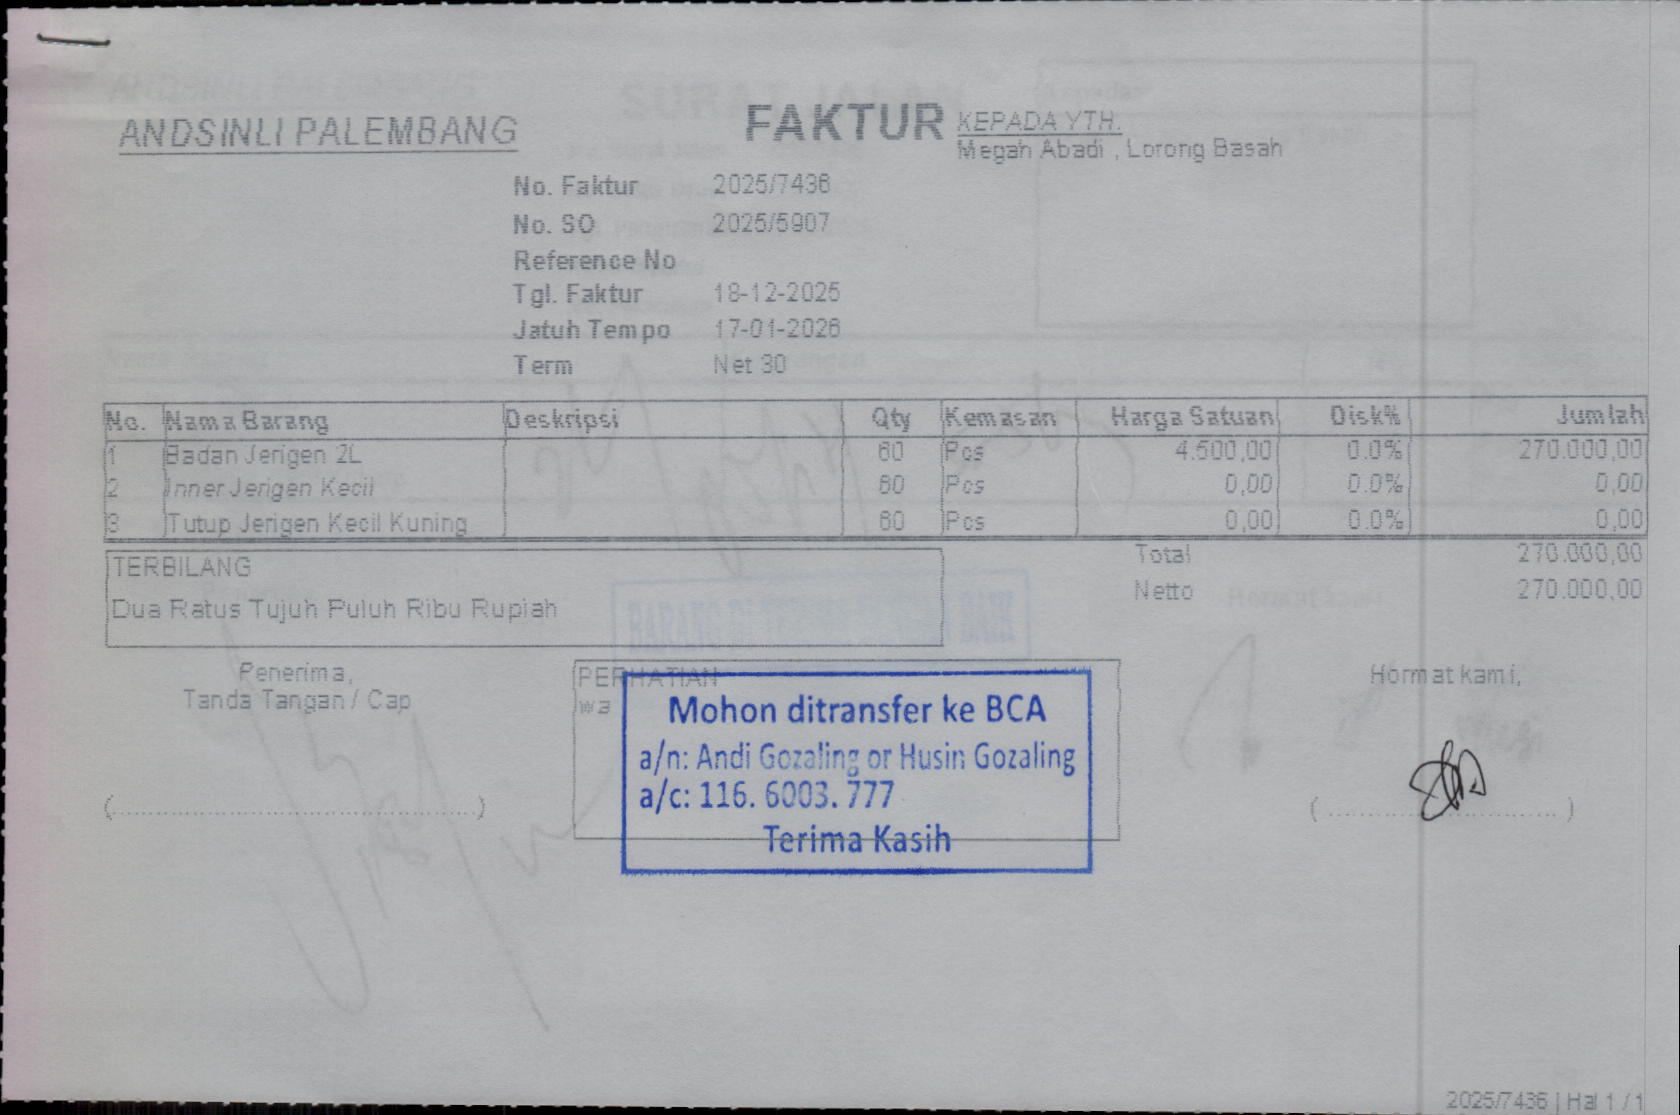 ANDSINLI PALEMBANG
FAKTUR
KEPADA YTH.
Megah Abadi , Lorong Basah
No. Faktur 2025/7436
No. SO 2025/5907
Reference No
Tgl. Faktur 18-12-2025
Jatuh Tempo 17-01-2026
Term Net 30
No. Nama Barang Deskripsi Qty Kemasan Harga Satuan Disk% Jumlah
1 Badan Jerigen 2L 60 Pcs 4.500,00 0.0% 270.000,00
2 Inner Jerigen Kecil 60 Pcs 0,00 0.0% 0,00
3 Tutup Jerigen Kecil Kuning 60 Pcs 0,00 0.0% 0,00
Total 270.000,00
Netto 270.000,00
TERBILANG
Dua Ratus Tujuh Puluh Ribu Rupiah
Penerima,
Tanda Tangan / Cap
(....................................................)
PERHATIAN
wa
Mohon ditransfer ke BCA
a/n: Andi Gozaling or Husin Gozaling
a/c: 116. 6003. 777
Terima Kasih
Hormat kami,
(.................................)
2025/7436 | Hal 1 / 1